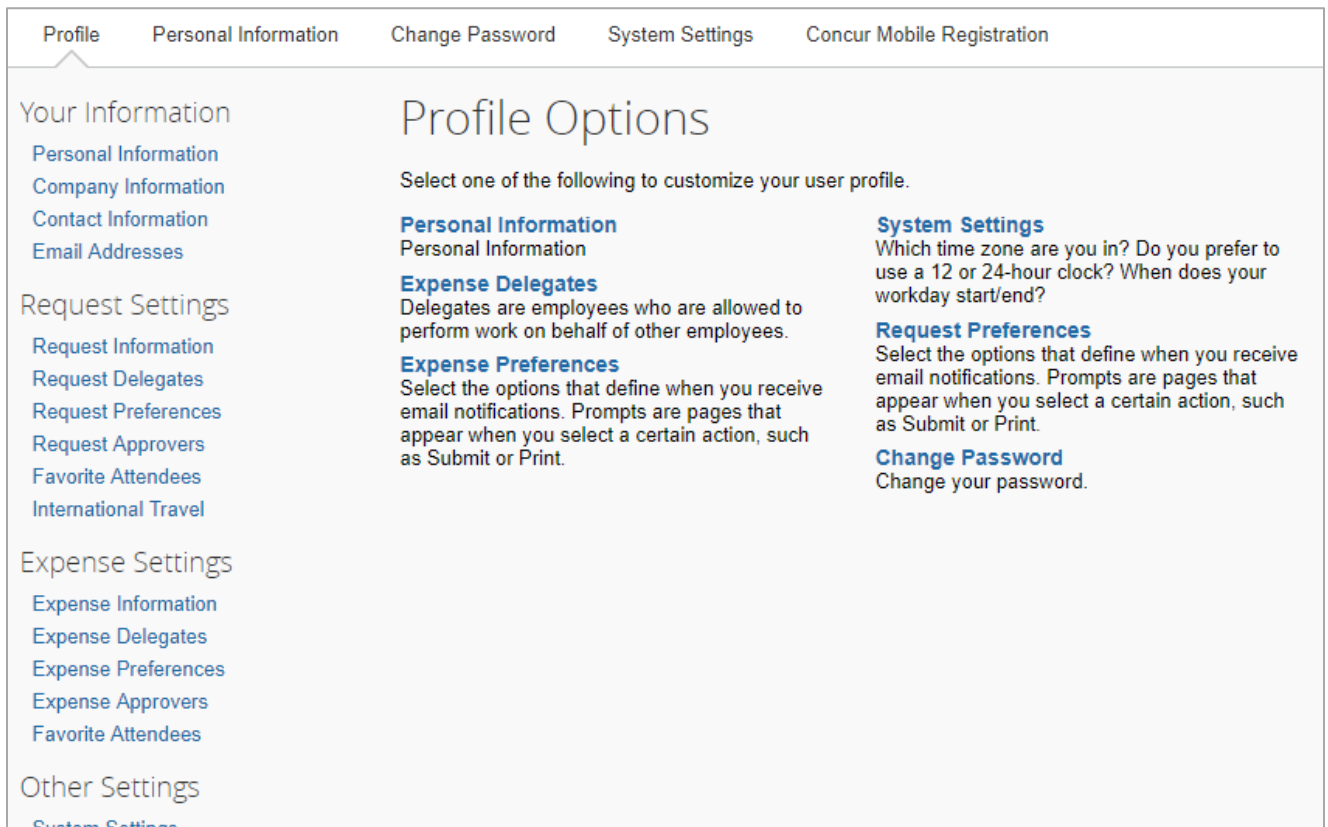 Profile Personal Information Change Password System Settings Concur Mobile Registration
Your Information
Personal Information
Company Information
Contact Information
Email Addresses
Request Settings
Request Information
Request Delegates
Request Preferences
Request Approvers
Favorite Attendees
International Travel
Expense Settings
Expense Information
Expense Delegates
Expense Preferences
Expense Approvers
Favorite Attendees
Other Settings
System Settings
Profile Options
Select one of the following to customize your user profile.
Personal Information
Personal Information
Expense Delegates
Delegates are employees who are allowed to
perform work on behalf of other employees.
Expense Preferences
Select the options that define when you receive
email notifications. Prompts are pages that
appear when you select a certain action, such
as Submit or Print.
System Settings
Which time zone are you in? Do you prefer to
use a 12 or 24-hour clock? When does your
workday start/end?
Request Preferences
Select the options that define when you receive
email notifications. Prompts are pages that
appear when you select a certain action, such
as Submit or Print.
Change Password
Change your password.